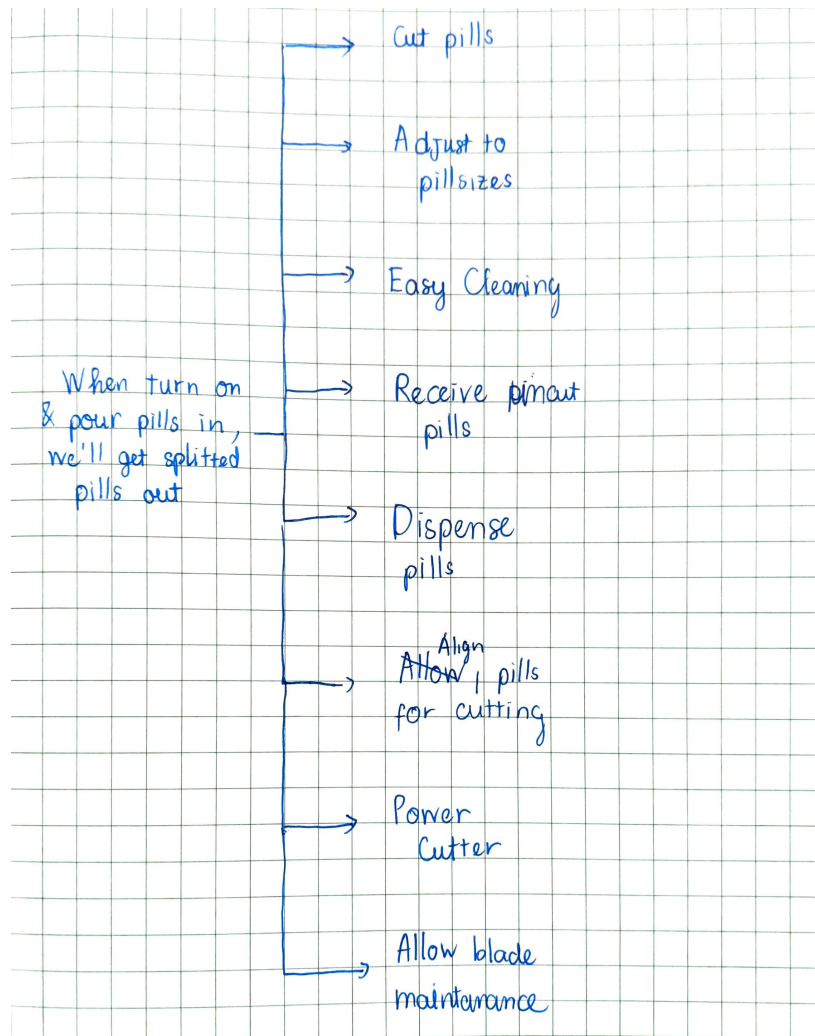 Cut pills
Adjust to
pillsizes
Easy Cleaning
When turn on
& pour pills in,
we'll get splitted
pills out
Receive
pills
Dispense
pills
Align
Allow, pills
for cutting
Power
Cutter
Allow blade
maintanance